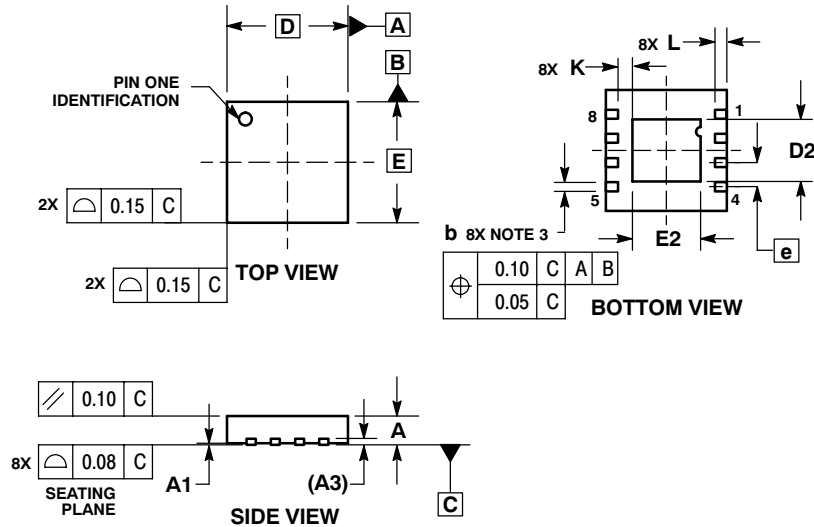 D
A
B
PIN ONE
IDENTIFICATION
E
2X ⌓ 0.15 C
2X ⌓ 0.15 C
TOP VIEW
8X L
8X K
8
1
D2
5
4
b 8X NOTE 3
E2
e
⌖ 0.10 C A B
0.05 C
BOTTOM VIEW
⫽ 0.10 C
A
8X ⌓ 0.08 C
A1
(A3)
SEATING
PLANE
C
SIDE VIEW